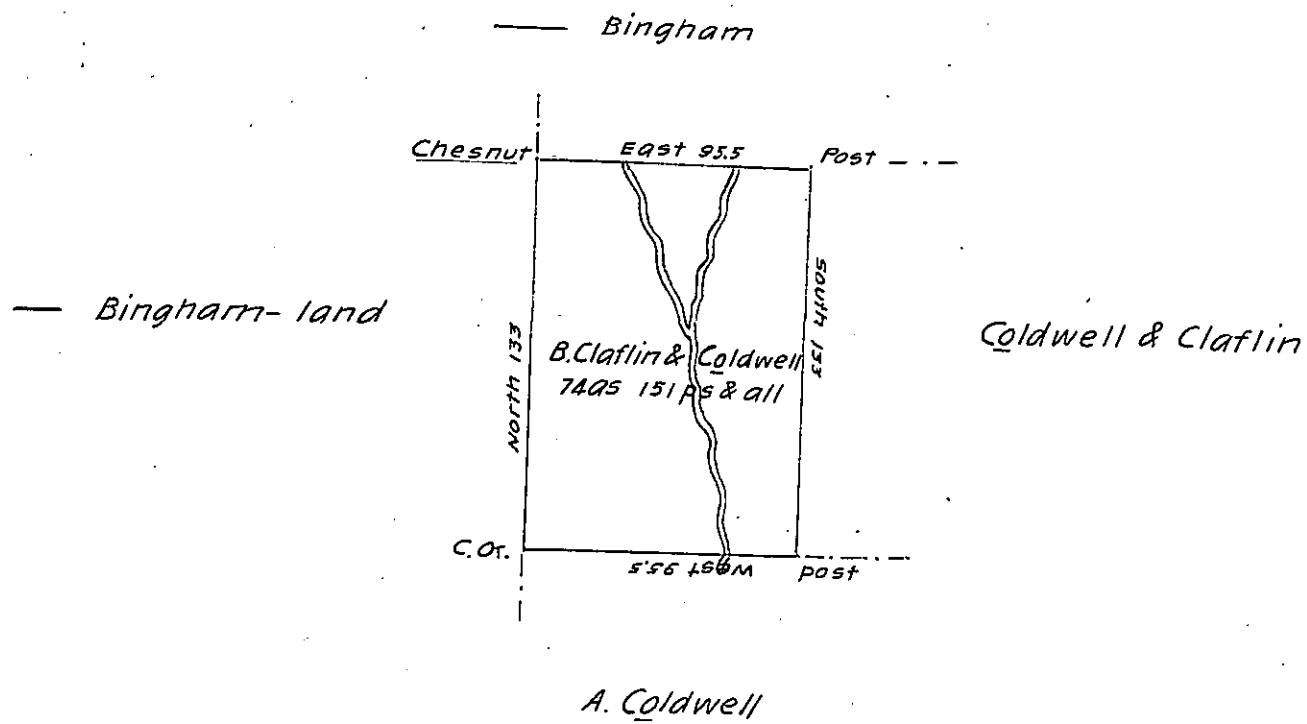 — Bingham
Chesnut East 95.5 Post
— Bingham-land
North 133
South 133
Coldwell & Claflin
B. Claflin & Coldwell
74as 151 ps & all
C.Or.
West 95.5
post
A. Coldwell